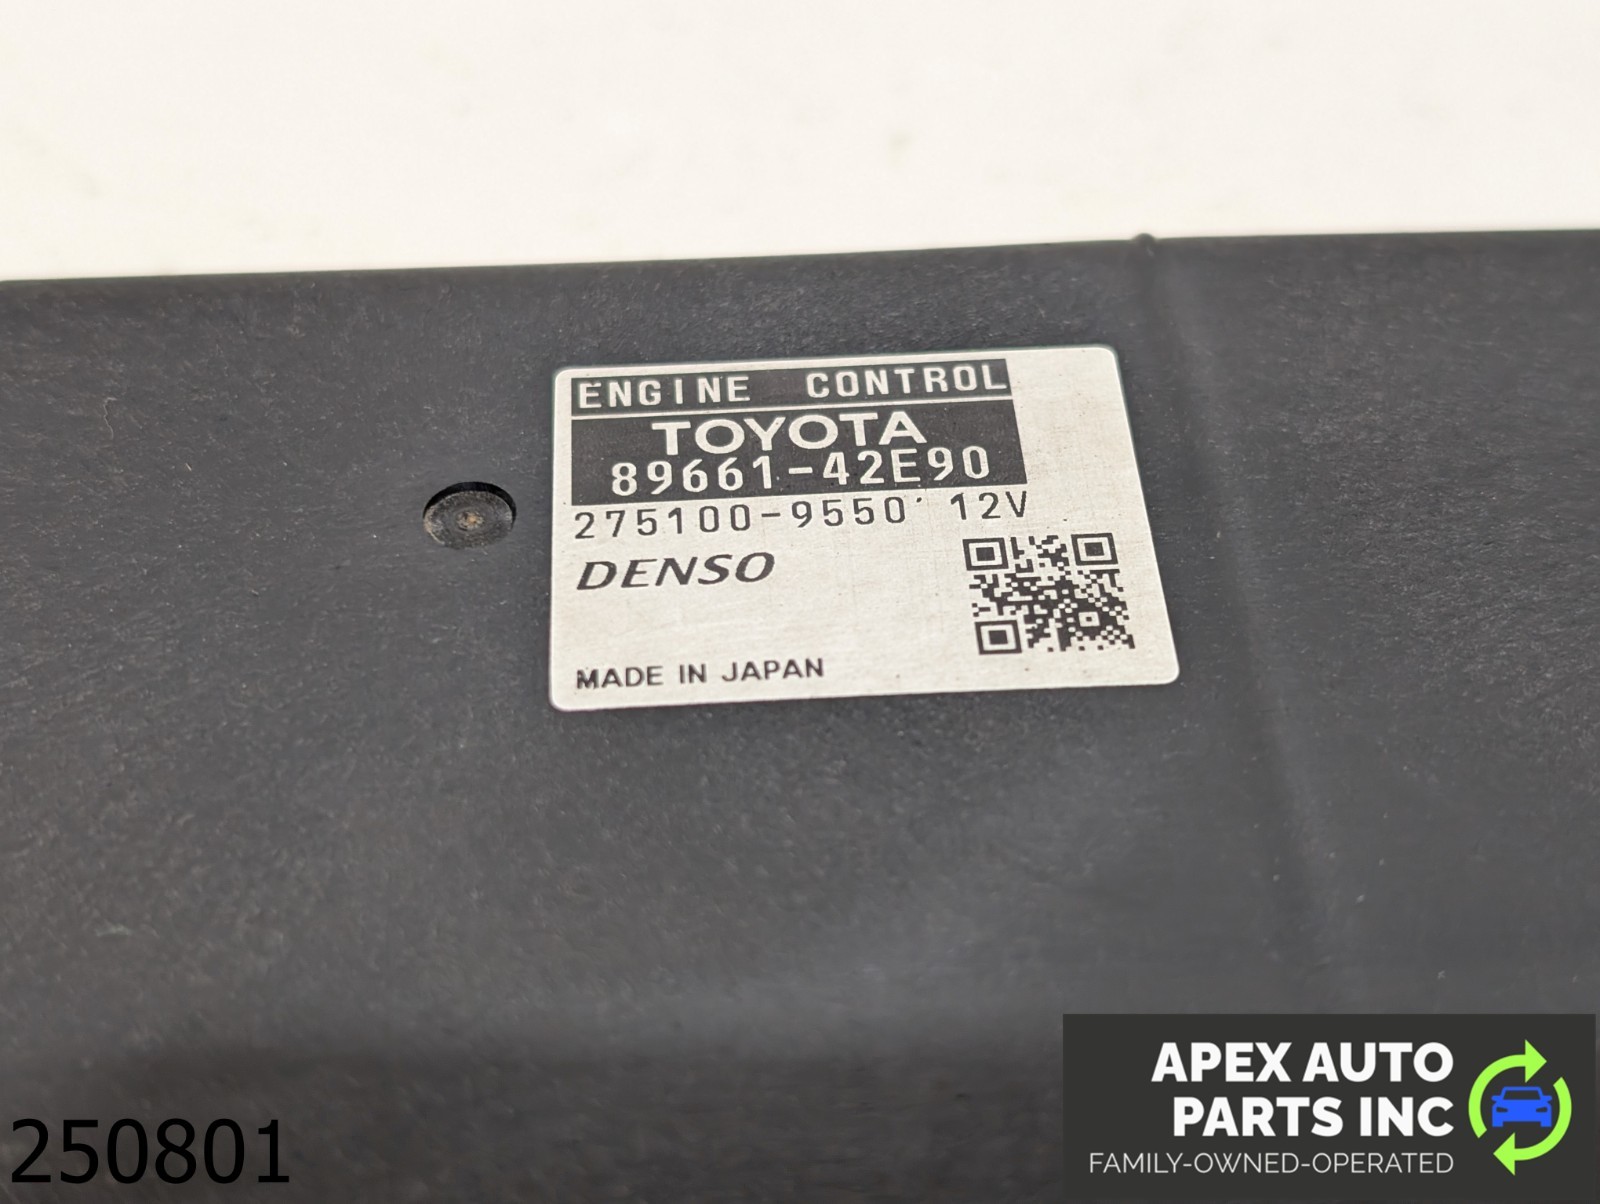 ENGINE CONTROL
TOYOTA
89661-42E90
275100-9550 12V
DENSO
MADE IN JAPAN
APEX AUTO
PARTS INC
FAMILY-OWNED-OPERATED
250801